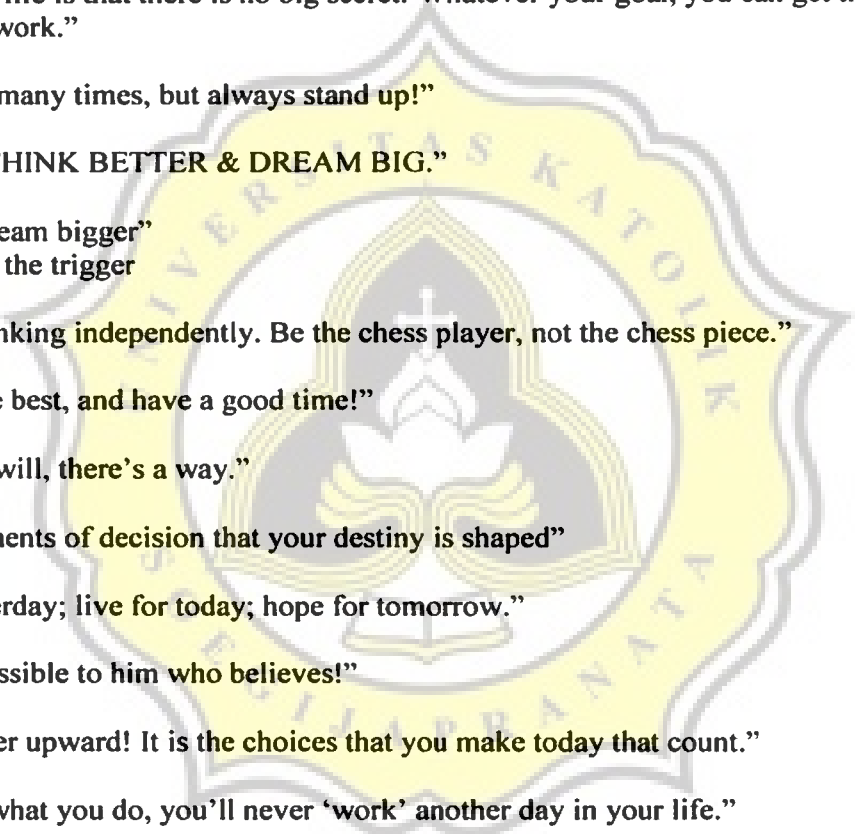 is that there is no big secret. Whatever your goal, you can get
work.”
many times, but always stand up!”
HINK BETTER & DREAM BIG.”
eam bigger”
the trigger
nking independently. Be the chess player, not the chess piece.”
e best, and have a good time!”
will, there’s a way.”
ents of decision that your destiny is shaped”
erday; live for today; hope for tomorrow.”
ssible to him who believes!”
er upward! It is the choices that you make today that count.”
what you do, you’ll never ‘work’ another day in your life.”
UNIVERSITAS KATOLIK
SOEGIJAPRANATA